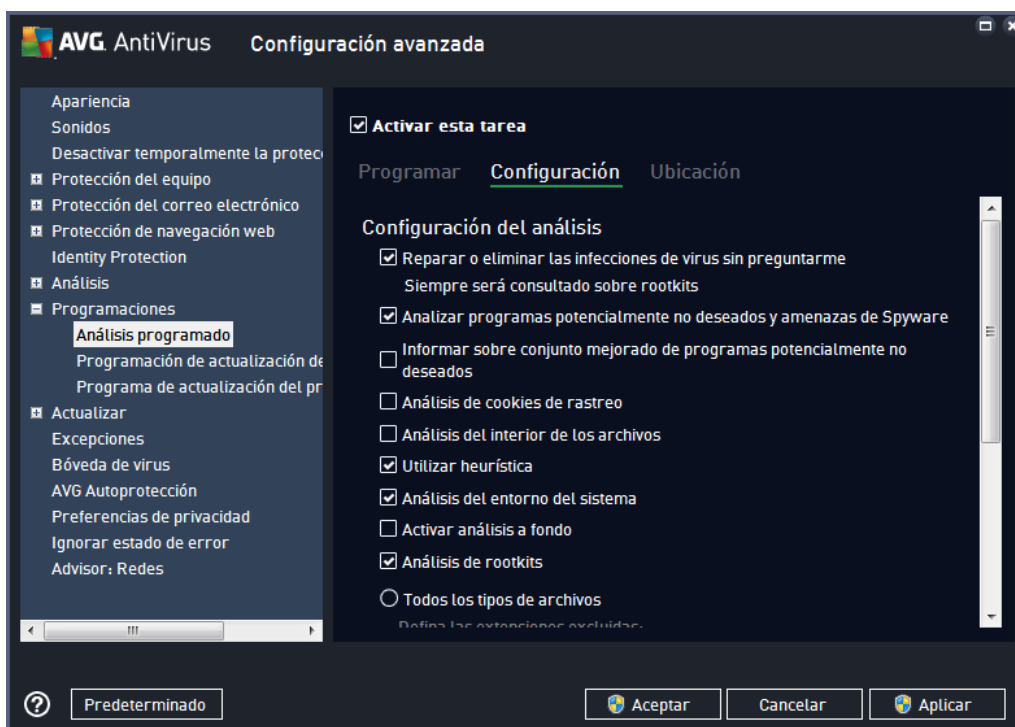 AVG. AntiVirus Configuración avanzada
Apariencia
Sonidos
Desactivar temporalmente la protec
Protección del equipo
Protección del correo electrónico
Protección de navegación web
Identity Protection
Análisis
Programaciones
Análisis programado
Programación de actualización de
Programa de actualización del pr
Actualizar
Excepciones
Bóveda de virus
AVG Autoprotección
Preferencias de privacidad
Ignorar estado de error
Advisor: Redes
Activar esta tarea
Programar Configuración Ubicación
Configuración del análisis
Reparar o eliminar las infecciones de virus sin preguntarme
Siempre será consultado sobre rootkits
Analizar programas potencialmente no deseados y amenazas de Spyware
Informar sobre conjunto mejorado de programas potencialmente no
deseados
Análisis de cookies de rastreo
Análisis del interior de los archivos
Utilizar heurística
Análisis del entorno del sistema
Activar análisis a fondo
Análisis de rootkits
Todos los tipos de archivos
Defina las extensiones excluidas:
? Predeterminado Aceptar Cancelar Aplicar